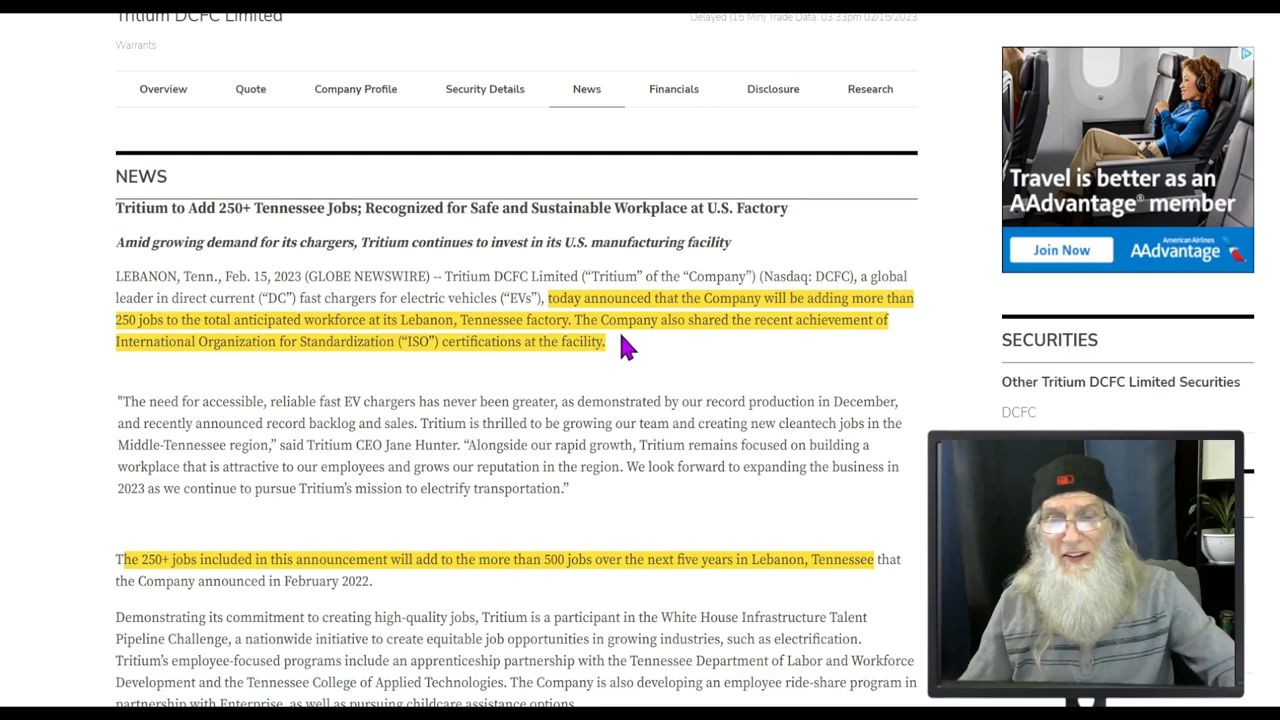 Tritium DCFC Limited
Delayed (15 Min) Trade Data: 03:33pm 02/15/2023
Warrants
Overview
Quote
Company Profile
Security Details
News
Financials
Disclosure
Research
NEWS
Tritium to Add 250+ Tennessee Jobs; Recognized for Safe and Sustainable Workplace at U.S. Factory
Amid growing demand for its chargers, Tritium continues to invest in its U.S. manufacturing facility
LEBANON, Tenn., Feb. 15, 2023 (GLOBE NEWSWIRE) -- Tritium DCFC Limited (“Tritium” of the “Company”) (Nasdaq: DCFC), a global
leader in direct current (“DC”) fast chargers for electric vehicles (“EVs”), today announced that the Company will be adding more than
250 jobs to the total anticipated workforce at its Lebanon, Tennessee factory. The Company also shared the recent achievement of
International Organization for Standardization (“ISO”) certifications at the facility.
"The need for accessible, reliable fast EV chargers has never been greater, as demonstrated by our record production in December,
and recently announced record backlog and sales. Tritium is thrilled to be growing our team and creating new cleantech jobs in the
Middle-Tennessee region,” said Tritium CEO Jane Hunter. “Alongside our rapid growth, Tritium remains focused on building a
workplace that is attractive to our employees and grows our reputation in the region. We look forward to expanding the business in
2023 as we continue to pursue Tritium’s mission to electrify transportation.”
The 250+ jobs included in this announcement will add to the more than 500 jobs over the next five years in Lebanon, Tennessee that
the Company announced in February 2022.
Demonstrating its commitment to creating high-quality jobs, Tritium is a participant in the White House Infrastructure Talent
Pipeline Challenge, a nationwide initiative to create equitable job opportunities in growing industries, such as electrification.
Tritium’s employee-focused programs include an apprenticeship partnership with the Tennessee Department of Labor and Workforce
Development and the Tennessee College of Applied Technologies. The Company is also developing an employee ride-share program in
partnership with Enterprise, as well as pursuing childcare assistance options.
Travel is better as an
AAdvantage® member
Join Now
American Airlines
AAdvantage
SECURITIES
Other Tritium DCFC Limited Securities
DCFC